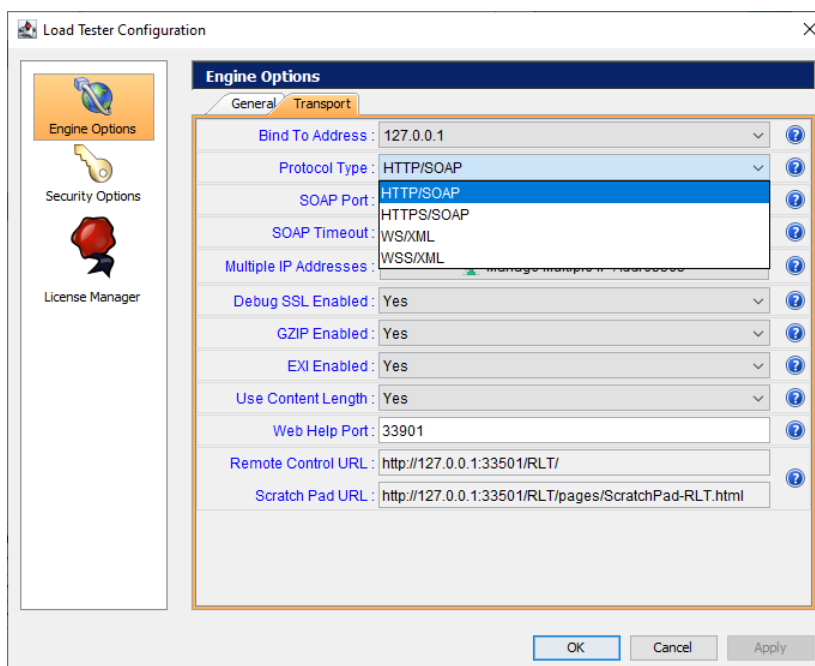 Load Tester Configuration
Engine Options
Security Options
License Manager
Engine Options
General Transport
Bind To Address : 127.0.0.1
Protocol Type : HTTP/SOAP
HTTP/SOAP
HTTPS/SOAP
WS/XML
WSS/XML
SOAP Port :
SOAP Timeout :
Multiple IP Addresses : Manage Multiple IP Addresses
Debug SSL Enabled : Yes
GZIP Enabled : Yes
EXI Enabled : Yes
Use Content Length : Yes
Web Help Port : 33901
Remote Control URL : http://127.0.0.1:33501/RLT/
Scratch Pad URL : http://127.0.0.1:33501/RLT/pages/ScratchPad-RLT.html
OK Cancel Apply